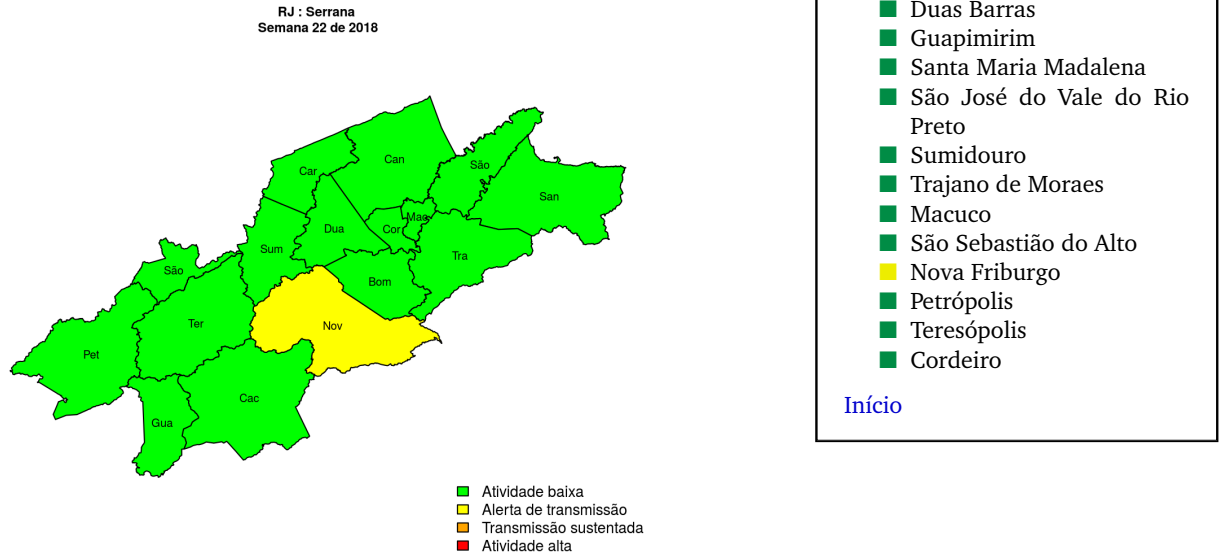 RJ : Serrana
Semana 22 de 2018
Can
São
Car
San
Mac
Dua
Cor
Sum
Tra
São
Bom
Ter
Nov
Pet
Cac
Gua
Atividade baixa
Alerta de transmissão
Transmissão sustentada
Atividade alta
Duas Barras
Guapimirim
Santa Maria Madalena
São José do Vale do Rio
Preto
Sumidouro
Trajano de Moraes
Macuco
São Sebastião do Alto
Nova Friburgo
Petrópolis
Teresópolis
Cordeiro
Início